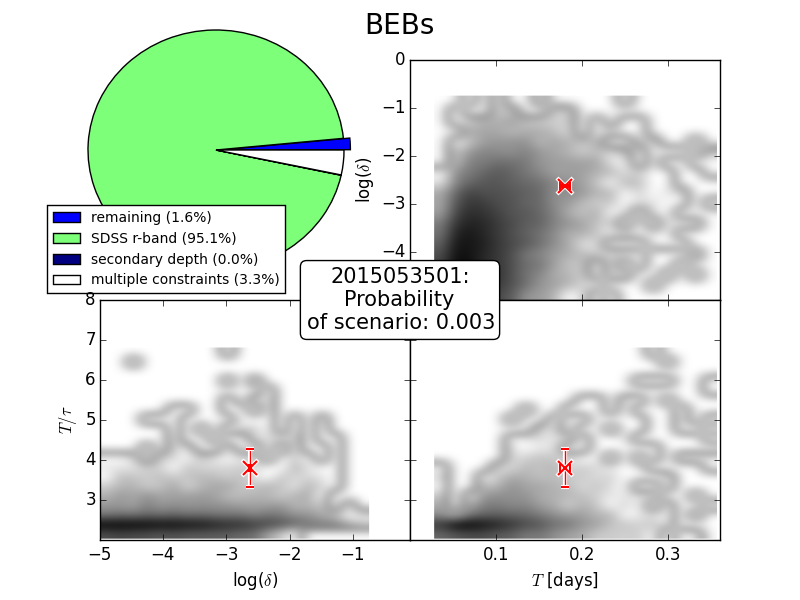 BEBs
remaining (1.6%)
SDSS r-band (95.1%)
secondary depth (0.0%)
multiple constraints (3.3%)
0
−1
−2
−3
−4
log(δ)
2015053501:
Probability
of scenario: 0.003
8
7
6
5
4
3
T/τ
−5 −4 −3 −2 −1
log(δ)
0.1 0.2 0.3
T [days]